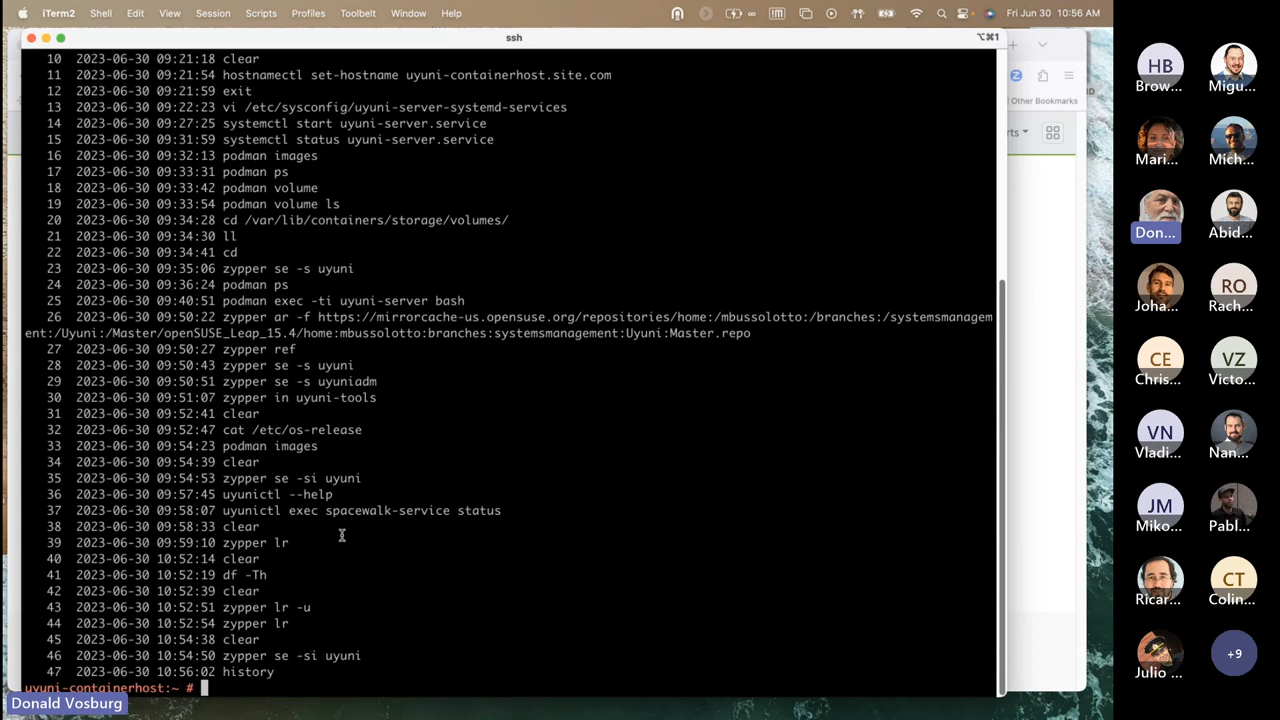 iTerm2 Shell Edit View Session Scripts Profiles Toolbelt Window Help Fri Jun 30 10:56 AM
ssh ⌥⌘1
10 2023-06-30 09:21:18 clear
11 2023-06-30 09:21:54 hostnamectl set-hostname uyuni-containerhost.site.com
12 2023-06-30 09:21:59 exit
13 2023-06-30 09:22:23 vi /etc/sysconfig/uyuni-server-systemd-services
14 2023-06-30 09:27:25 systemctl start uyuni-server.service
15 2023-06-30 09:31:59 systemctl status uyuni-server.service
16 2023-06-30 09:32:13 podman images
17 2023-06-30 09:33:31 podman ps
18 2023-06-30 09:33:42 podman volume
19 2023-06-30 09:33:54 podman volume ls
20 2023-06-30 09:34:28 cd /var/lib/containers/storage/volumes/
21 2023-06-30 09:34:30 ll
22 2023-06-30 09:34:41 cd
23 2023-06-30 09:35:06 zypper se -s uyuni
24 2023-06-30 09:36:24 podman ps
25 2023-06-30 09:40:51 podman exec -ti uyuni-server bash
26 2023-06-30 09:50:22 zypper ar -f https://mirrorcache-us.opensuse.org/repositories/home:/mbussolotto:/branches:/systemsmanagem
ent:/Uyuni:/Master/openSUSE_Leap_15.4/home:mbussolotto:branches:systemsmanagement:Uyuni:Master.repo
27 2023-06-30 09:50:27 zypper ref
28 2023-06-30 09:50:43 zypper se -s uyuni
29 2023-06-30 09:50:51 zypper se -s uyuniadm
30 2023-06-30 09:51:07 zypper in uyuni-tools
31 2023-06-30 09:52:41 clear
32 2023-06-30 09:52:47 cat /etc/os-release
33 2023-06-30 09:54:23 podman images
34 2023-06-30 09:54:39 clear
35 2023-06-30 09:54:53 zypper se -si uyuni
36 2023-06-30 09:57:45 uyunictl --help
37 2023-06-30 09:58:07 uyunictl exec spacewalk-service status
38 2023-06-30 09:58:33 clear
39 2023-06-30 09:59:10 zypper lr
40 2023-06-30 10:52:14 clear
41 2023-06-30 10:52:19 df -Th
42 2023-06-30 10:52:39 clear
43 2023-06-30 10:52:51 zypper lr -u
44 2023-06-30 10:52:54 zypper lr
45 2023-06-30 10:54:38 clear
46 2023-06-30 10:54:50 zypper se -si uyuni
47 2023-06-30 10:56:02 history
uyuni-containerhost:~ #
Other Bookmarks
rts
Donald Vosburg
HB
Brow... Migu...
Mari... Mich...
Don... Abid...
RO
Joha... Rach...
CE VZ
Chris... Victo...
VN
Vladi... Nan...
JM
Miko... Pabl...
CT
Ricar... Colin...
Julio ... +9